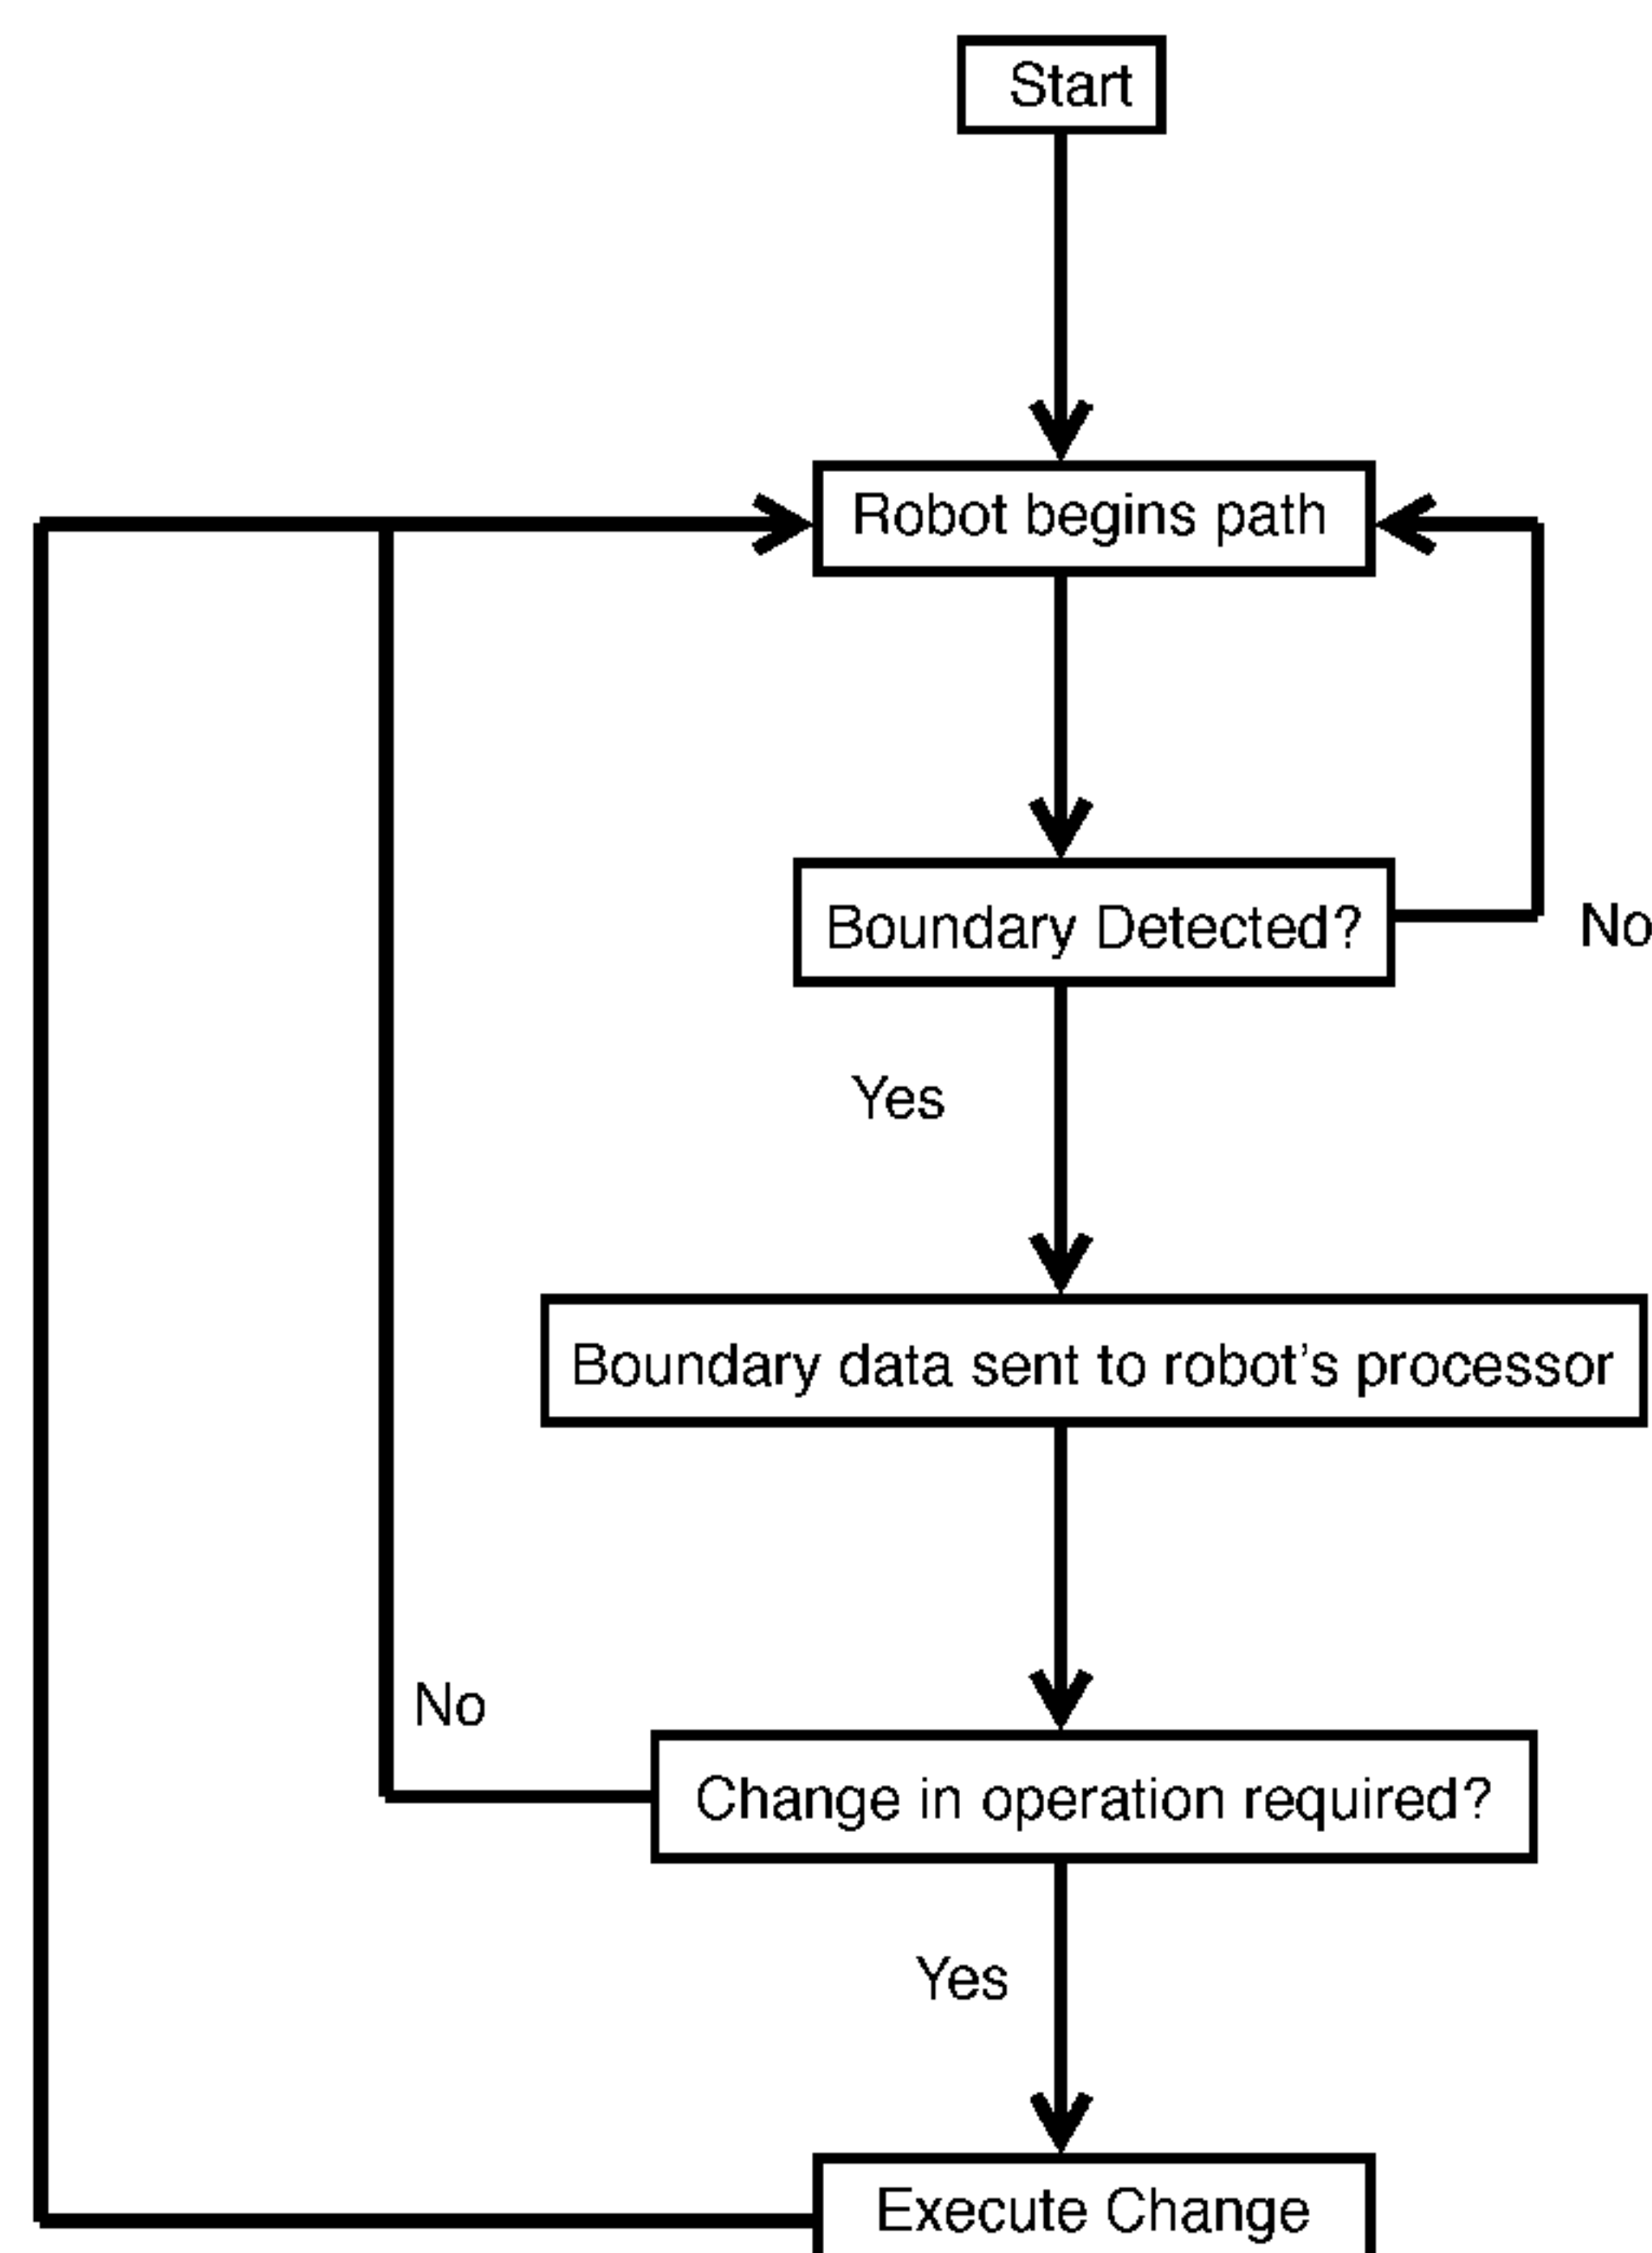 Start
Robot begins path
Boundary Detected?
No
Yes
Boundary data sent to robot's processor
No
Change in operation required?
Yes
Execute Change